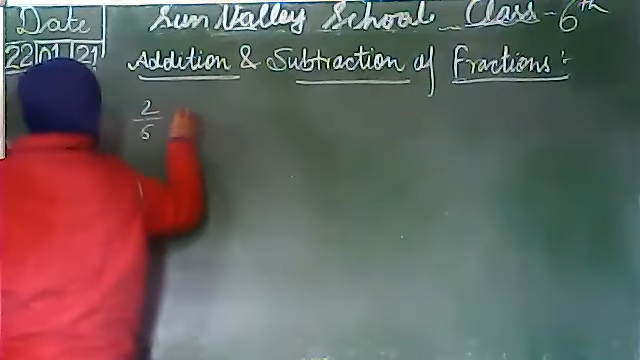 Date
Sun Valley School Class - 6th
22 01 21
Addition & Subtraction of Fractions :-
2
5